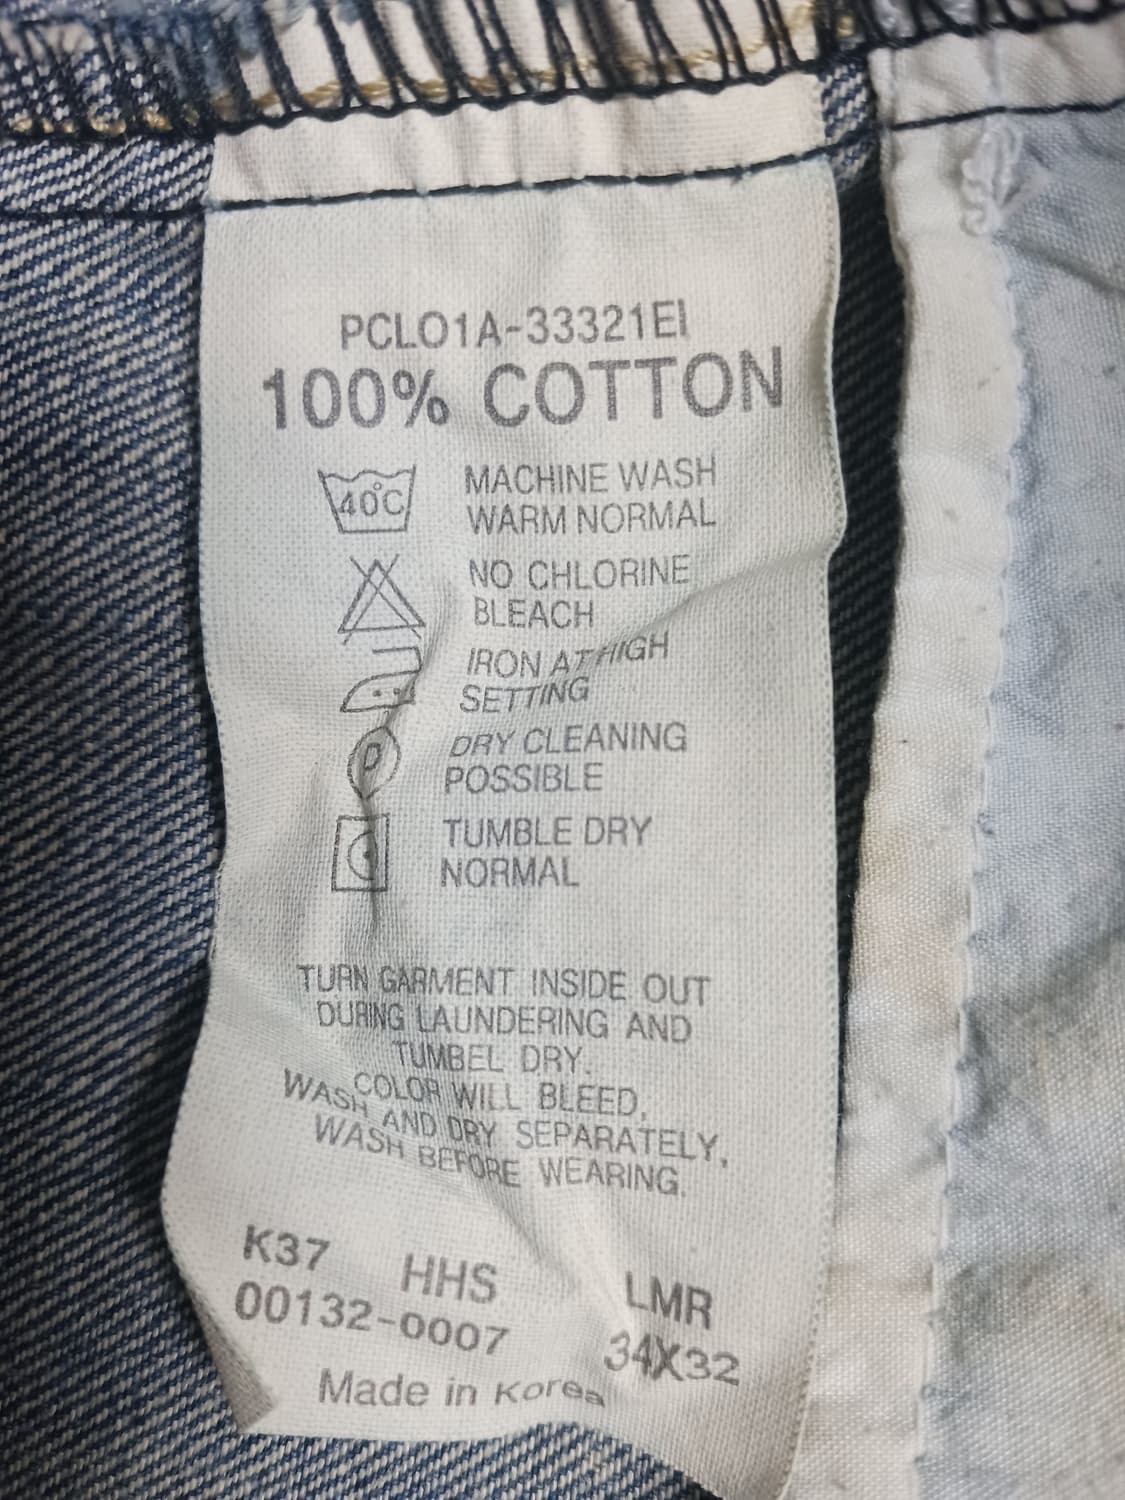 PCLO1A-33321EI
100% COTTON
40°C
MACHINE WASH
WARM NORMAL
NO CHLORINE
BLEACH
IRON AT HIGH
SETTING
P
DRY CLEANING
POSSIBLE
TUMBLE DRY
NORMAL
TURN GARMENT INSIDE OUT
DURING LAUNDERING AND
TUMBEL DRY.
COLOR WILL BLEED,
WASH AND DRY SEPARATELY,
WASH BEFORE WEARING.
K37 HHS LMR
00132-0007 34X32
Made in Korea